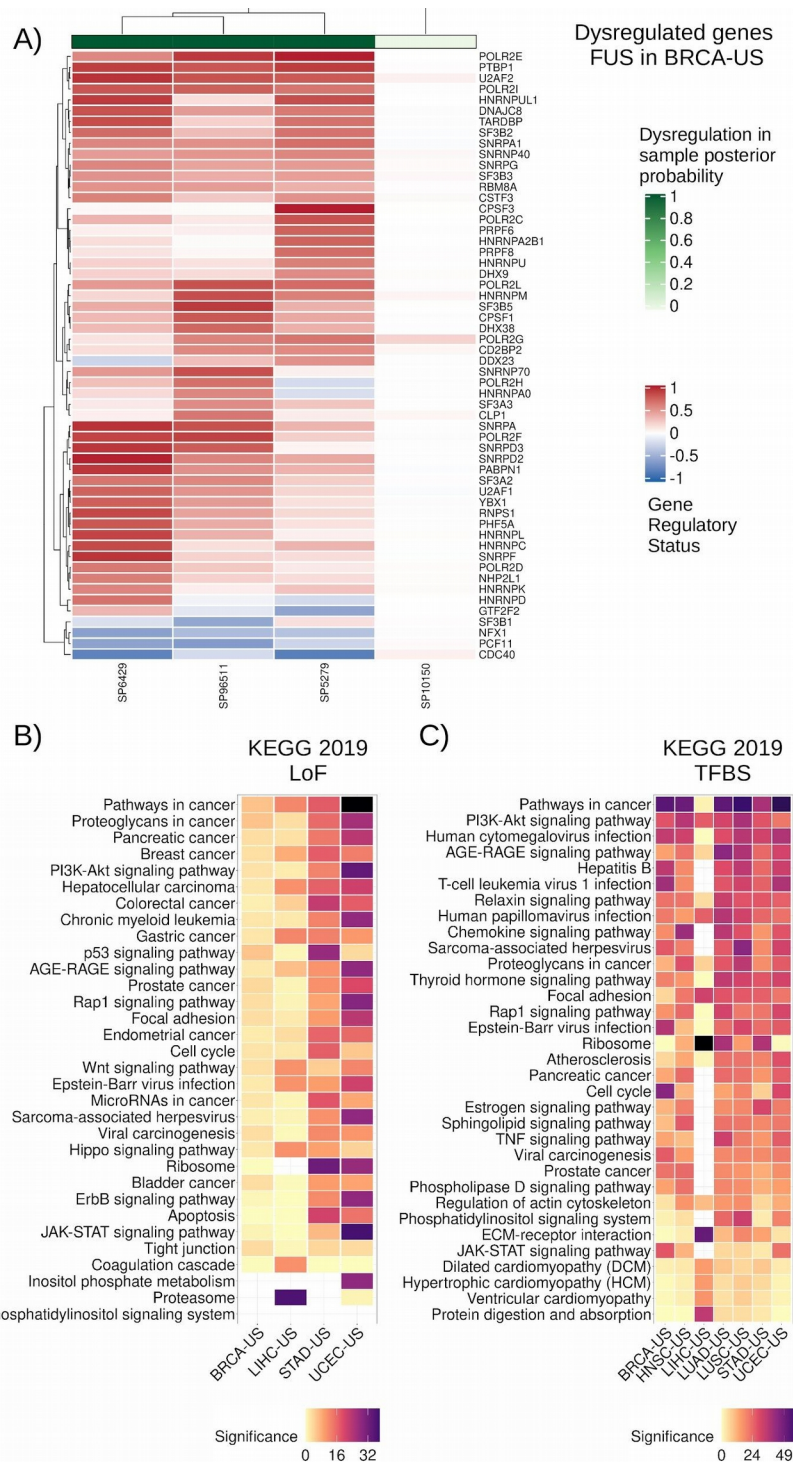 A)
Dysregulated genes
FUS in BRCA-US
POLR2E
PTBP1
U2AF2
POLR2I
HNRNPUL1
DNAJC8
TARDBP
SF3B2
SNRPA1
SNRNP40
SNRPG
SF3B3
RBM8A
CSTF3
CPSF3
POLR2C
PRPF6
HNRNPA2B1
PRPF8
HNRNPU
DHX9
POLR2L
HNRNPM
SF3B5
CPSF1
DHX38
POLR2G
CD2BP2
DDX23
SNRNP70
POLR2H
HNRNPA0
SF3A3
CLP1
SNRPA
POLR2F
SNRPD3
SNRPD2
PABPN1
SF3A2
U2AF1
YBX1
RNPS1
PHF5A
HNRNPL
HNRNPC
SNRPF
POLR2D
NHP2L1
HNRNPK
HNRNPD
GTF2F2
SF3B1
NFX1
PCF11
CDC40
SP6429
SP96511
SP5279
SP10150
Dysregulation in
sample posterior
probability
1
0.8
0.6
0.4
0.2
0
1
0.5
0
-0.5
-1
Gene
Regulatory
Status
B)
KEGG 2019
LoF
Pathways in cancer
Proteoglycans in cancer
Pancreatic cancer
Breast cancer
PI3K-Akt signaling pathway
Hepatocellular carcinoma
Colorectal cancer
Chronic myeloid leukemia
Gastric cancer
p53 signaling pathway
AGE-RAGE signaling pathway
Prostate cancer
Rap1 signaling pathway
Focal adhesion
Endometrial cancer
Cell cycle
Wnt signaling pathway
Epstein-Barr virus infection
MicroRNAs in cancer
Sarcoma-associated herpesvirus
Viral carcinogenesis
Hippo signaling pathway
Ribosome
Bladder cancer
ErbB signaling pathway
Apoptosis
JAK-STAT signaling pathway
Tight junction
Coagulation cascade
Inositol phosphate metabolism
Proteasome
hosphatidylinositol signaling system
BRCA-US
LIHC-US
STAD-US
UCEC-US
Significance
0 16 32
C)
KEGG 2019
TFBS
Pathways in cancer
PI3K-Akt signaling pathway
Human cytomegalovirus infection
AGE-RAGE signaling pathway
Hepatitis B
T-cell leukemia virus 1 infection
Relaxin signaling pathway
Human papillomavirus infection
Chemokine signaling pathway
Sarcoma-associated herpesvirus
Proteoglycans in cancer
Thyroid hormone signaling pathway
Focal adhesion
Rap1 signaling pathway
Epstein-Barr virus infection
Ribosome
Atherosclerosis
Pancreatic cancer
Cell cycle
Estrogen signaling pathway
Sphingolipid signaling pathway
TNF signaling pathway
Viral carcinogenesis
Prostate cancer
Phospholipase D signaling pathway
Regulation of actin cytoskeleton
Phosphatidylinositol signaling system
ECM-receptor interaction
JAK-STAT signaling pathway
Dilated cardiomyopathy (DCM)
Hypertrophic cardiomyopathy (HCM)
Ventricular cardiomyopathy
Protein digestion and absorption
BRCA-US
HNSC-US
LIHC-US
LUAD-US
LUSC-US
STAD-US
UCEC-US
Significance
0 24 49